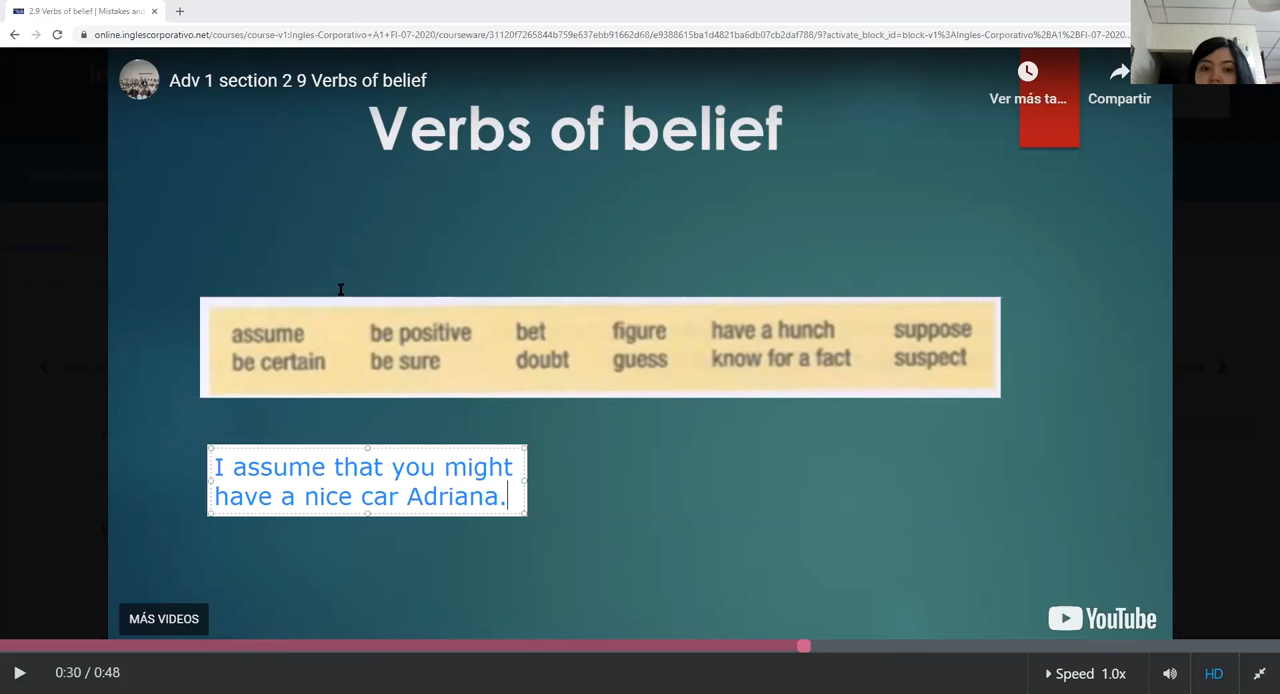 2.9 Verbs of belief | Mistakes and
online.inglescorporativo.net/courses/course-v1:Ingles-Corporativo+A1+FI-07-2020/courseware/31120f7265844b759e637ebb91662d68/e9388615ba1d4821ba6db07cb2daf788/9?activate_block_id=block-v1%3AIngles-Corporativo%2BA1%2BFI-07-2020...
Adv 1 section 2 9 Verbs of belief
Ver más ta...
Compartir
Verbs of belief
assume be positive bet figure have a hunch suppose
be certain be sure doubt guess know for a fact suspect
I assume that you might
have a nice car Adriana.
MÁS VIDEOS
YouTube
0:30 / 0:48
Speed 1.0x
HD